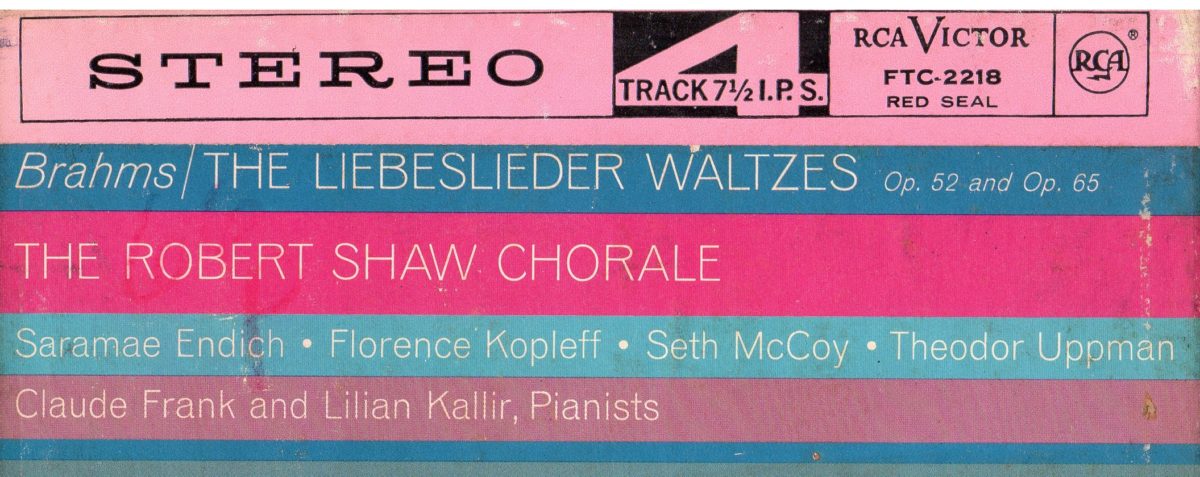 STEREO
4
TRACK 7½ I.P.S.
RCA VICTOR
FTC-2218
RED SEAL
RCA ®
Brahms/THE LIEBESLIEDER WALTZES Op. 52 and Op. 65
THE ROBERT SHAW CHORALE
Saramae Endich • Florence Kopleff • Seth McCoy • Theodor Uppman
Claude Frank and Lilian Kallir, Pianists